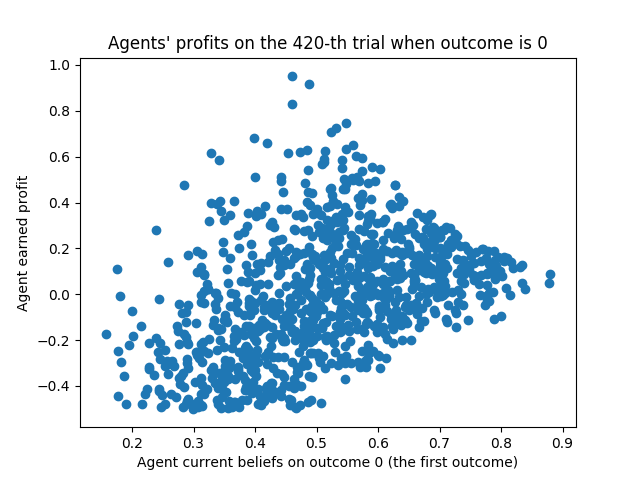 Agents' profits on the 420-th trial when outcome is 0
1.0
0.8
0.6
0.4
0.2
0.0
−0.2
−0.4
Agent earned profit
0.2 0.3 0.4 0.5 0.6 0.7 0.8 0.9
Agent current beliefs on outcome 0 (the first outcome)